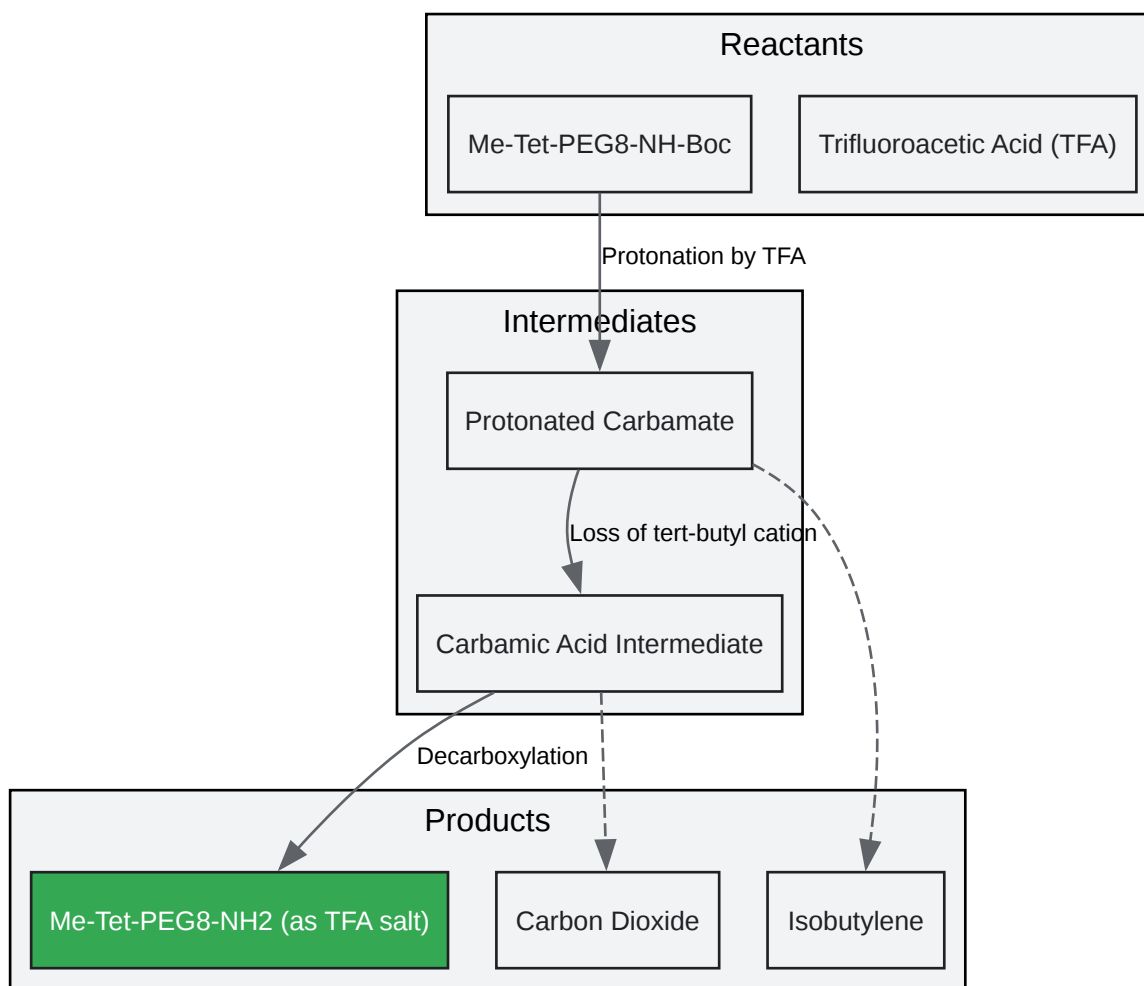 Reactants
Me-Tet-PEG8-NH-Boc
Trifluoroacetic Acid (TFA)
Protonation by TFA
Intermediates
Protonated Carbamate
Loss of tert-butyl cation
Carbamic Acid Intermediate
Decarboxylation
Products
Me-Tet-PEG8-NH2 (as TFA salt)
Carbon Dioxide
Isobutylene